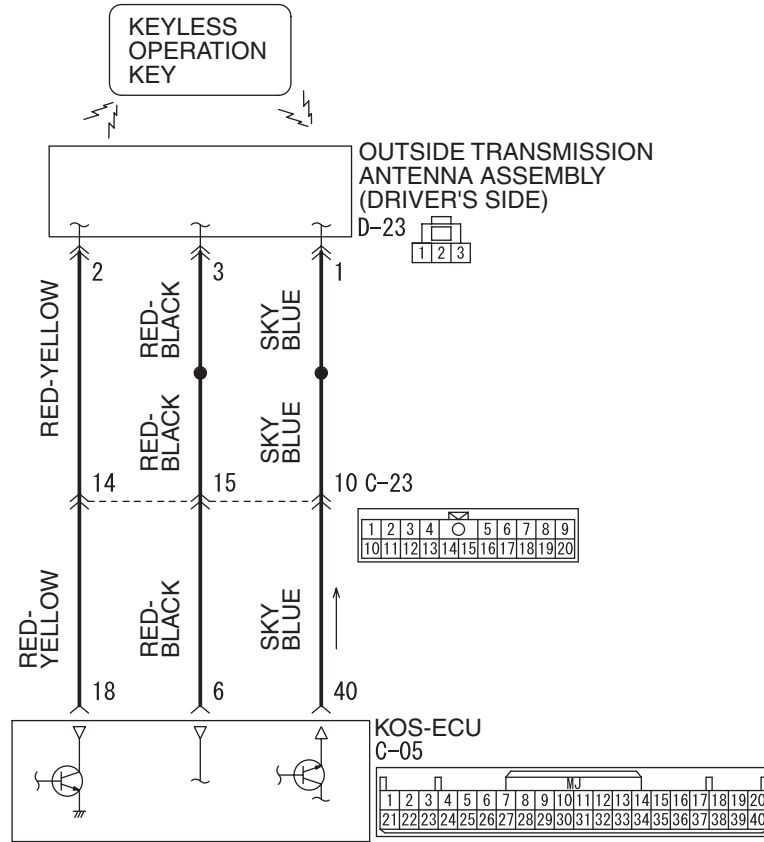 KEYLESS
OPERATION
KEY
OUTSIDE TRANSMISSION
ANTENNA ASSEMBLY
(DRIVER'S SIDE)
D-23
1 2 3
2 3 1
RED-YELLOW
RED-
BLACK
SKY
BLUE
RED-
BLACK
SKY
BLUE
14 15 10 C-23
1 2 3 4 5 6 7 8 9
10 11 12 13 14 15 16 17 18 19 20
RED-
YELLOW
RED-
BLACK
SKY
BLUE
18 6 40
KOS-ECU
C-05
MJ
1 2 3 4 5 6 7 8 9 10 11 12 13 14 15 16 17 18 19 20
21 22 23 24 25 26 27 28 29 30 31 32 33 34 35 36 37 38 39 40